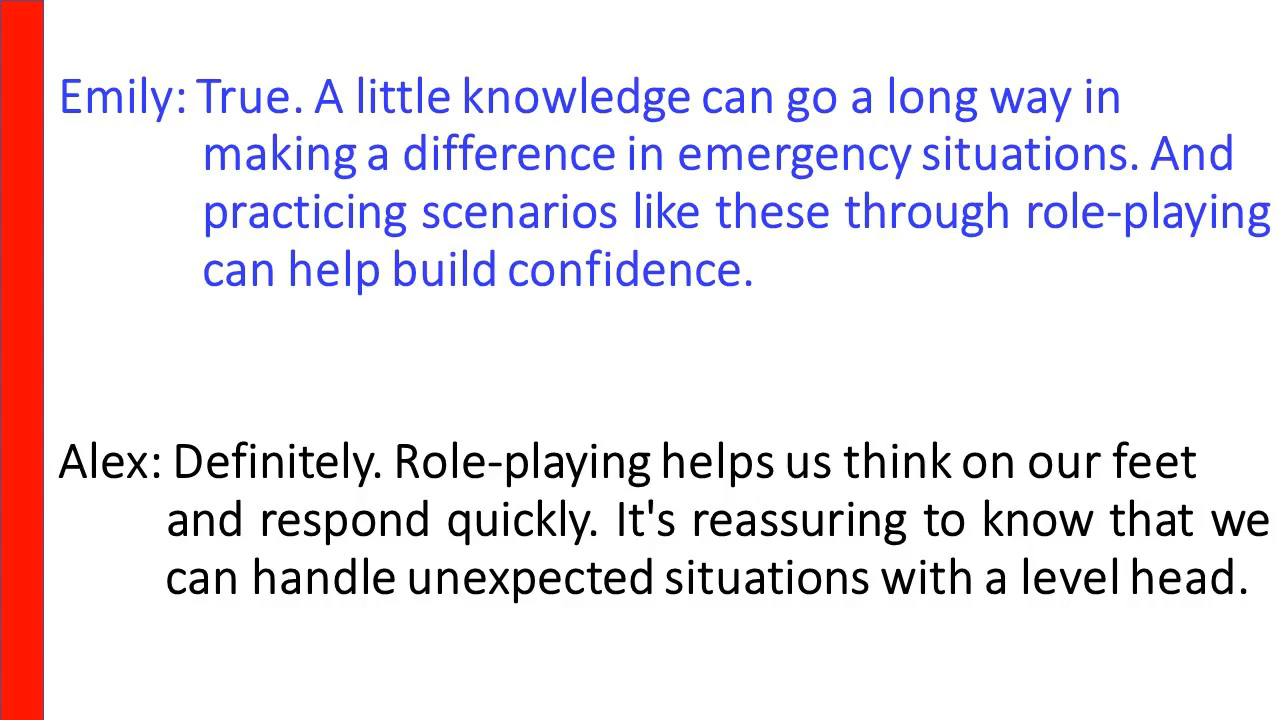 Emily: True. A little knowledge can go a long way in
making a difference in emergency situations. And
practicing scenarios like these through role-playing
can help build confidence.
Alex: Definitely. Role-playing helps us think on our feet
and respond quickly. It's reassuring to know that we
can handle unexpected situations with a level head.